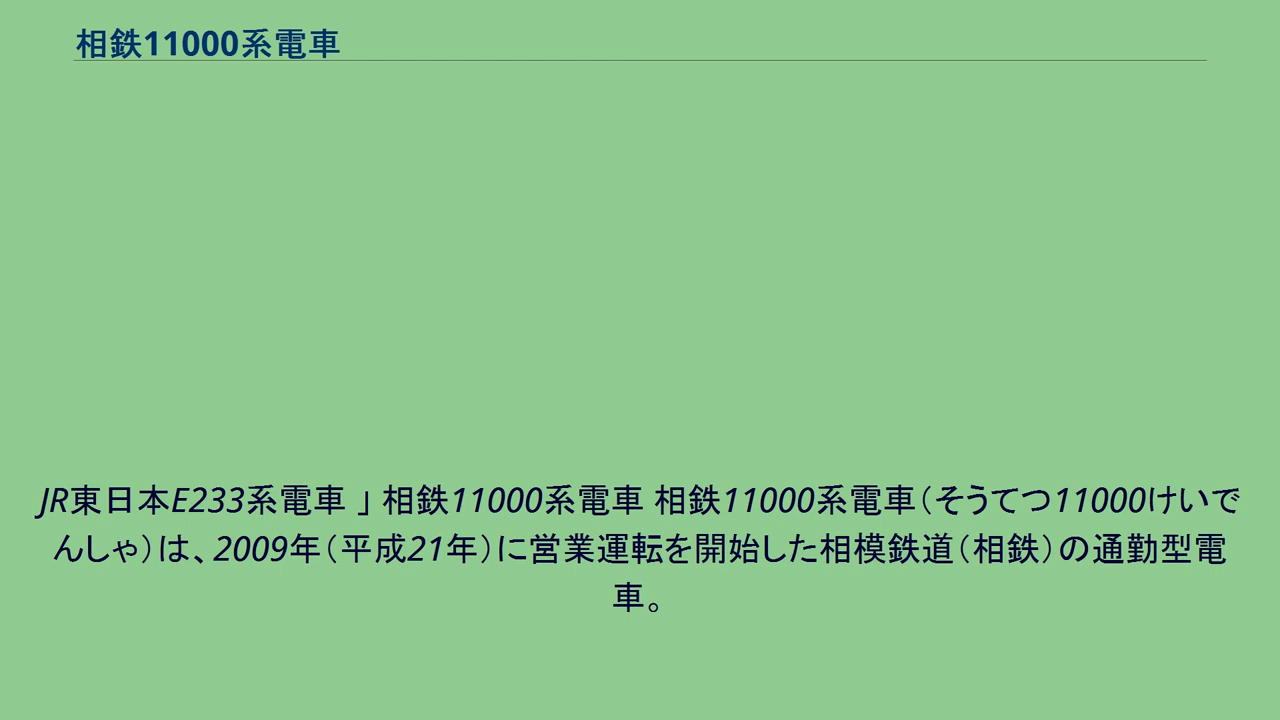 相鉄11000系電車
JR東日本E233系電車 」 相鉄11000系電車 相鉄11000系電車（そうてつ11000けいで
んしゃ）は、2009年（平成21年）に営業運転を開始した相模鉄道（相鉄）の通勤型電
車。